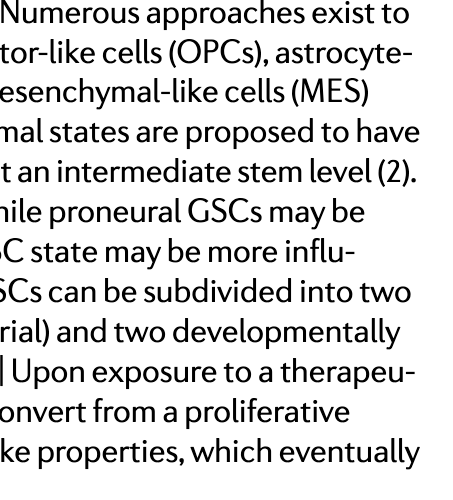 Numerous approaches exist to
tor-like cells (OPCs), astrocyte-
esenchymal-like cells (MES)
mal states are proposed to have
t an intermediate stem level (2).
hile proneural GSCs may be
SC state may be more influ-
SCs can be subdivided into two
rial) and two developmentally
| Upon exposure to a therapeu-
onvert from a proliferative
ke properties, which eventually